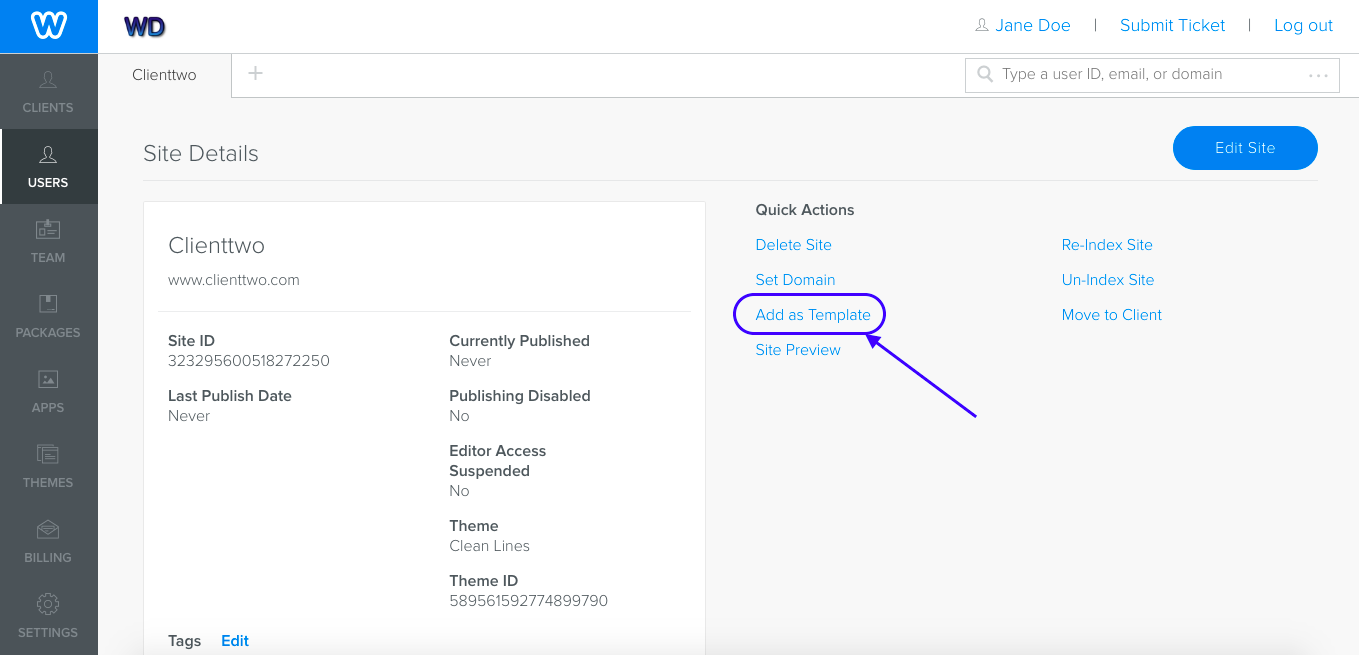 W
WD
Jane Doe | Submit Ticket | Log out
Clienttwo +
Type a user ID, email, or domain ...
CLIENTS
USERS
TEAM
PACKAGES
APPS
THEMES
BILLING
SETTINGS
Site Details
Edit Site
Clienttwo
www.clienttwo.com
Site ID
323295600518272250
Last Publish Date
Never
Currently Published
Never
Publishing Disabled
No
Editor Access
Suspended
No
Theme
Clean Lines
Theme ID
589561592774899790
Tags Edit
Quick Actions
Delete Site
Set Domain
Add as Template
Site Preview
Re-Index Site
Un-Index Site
Move to Client